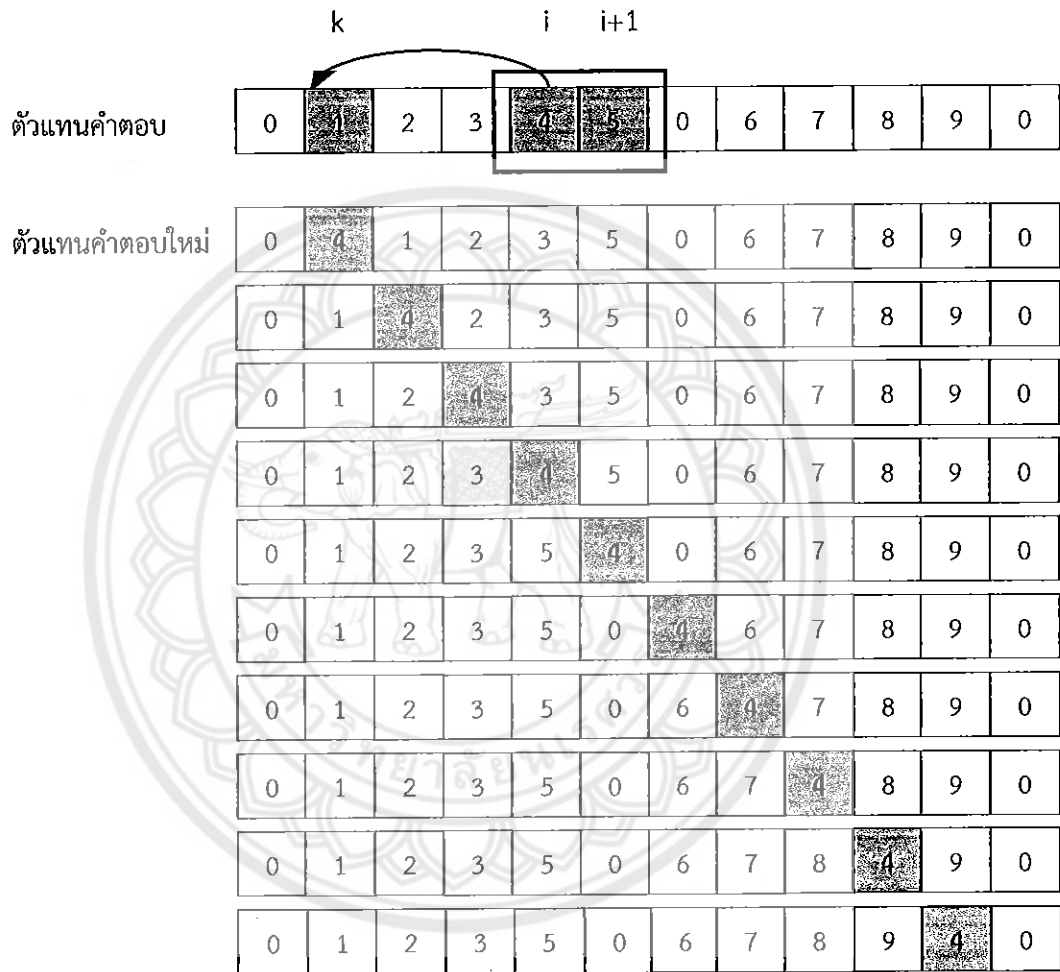 k i i+1
ตัวแทนคำตอบ 0 1 2 3 4 5 0 6 7 8 9 0
ตัวแทนคำตอบใหม่ 0 4 1 2 3 5 0 6 7 8 9 0
0 1 4 2 3 5 0 6 7 8 9 0
0 1 2 4 3 5 0 6 7 8 9 0
0 1 2 3 4 5 0 6 7 8 9 0
0 1 2 3 5 4 0 6 7 8 9 0
0 1 2 3 5 0 4 6 7 8 9 0
0 1 2 3 5 0 6 4 7 8 9 0
0 1 2 3 5 0 6 7 4 8 9 0
0 1 2 3 5 0 6 7 8 4 9 0
0 1 2 3 5 0 6 7 8 9 4 0